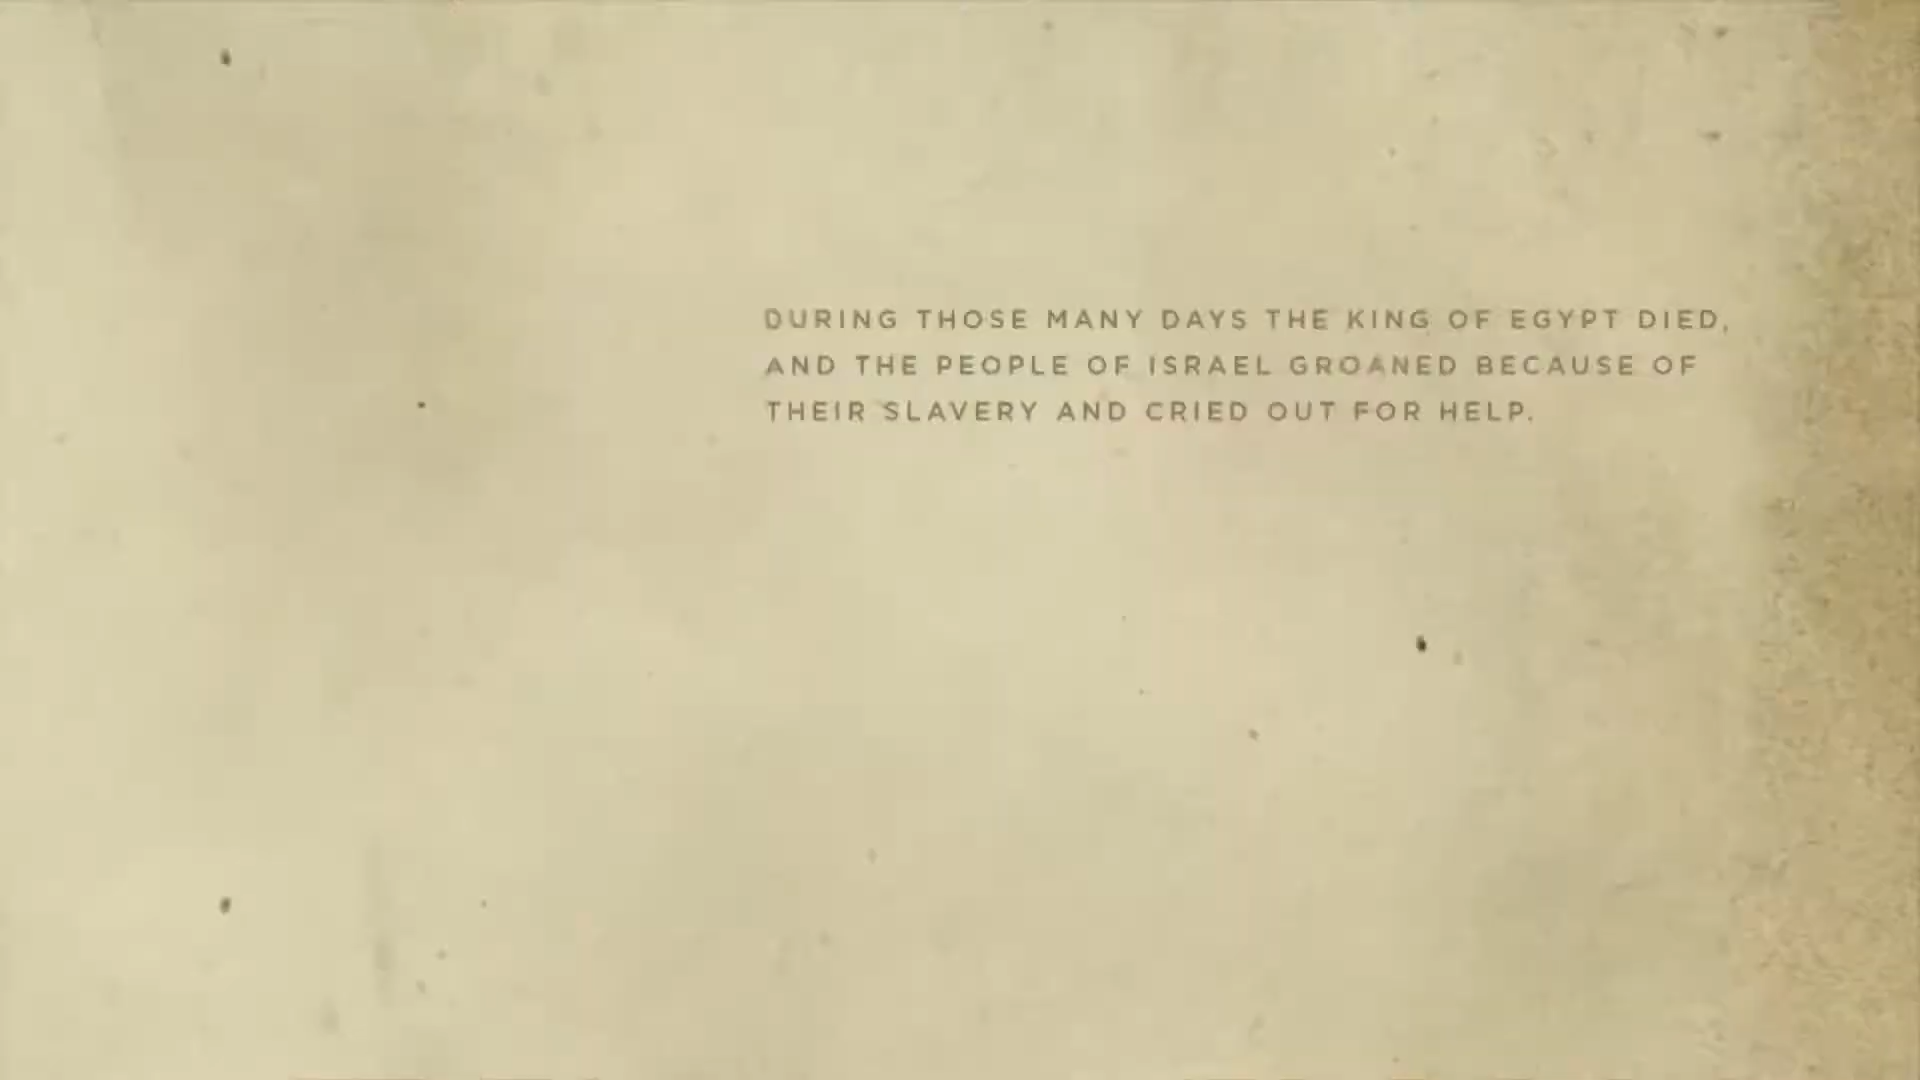 DURING THOSE MANY DAYS THE KING OF EGYPT DIED,
AND THE PEOPLE OF ISRAEL GROANED BECAUSE OF
THEIR SLAVERY AND CRIED OUT FOR HELP.